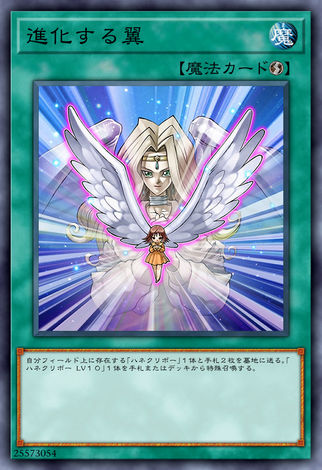 進化する翼
魔
【魔法カード】
自分フィールド上に存在する「ハネクリボー」１体と手札２枚を墓地に送る。「
ハネクリボー ＬＶ１０」１体を手札またはデッキから特殊召喚する。
25573054